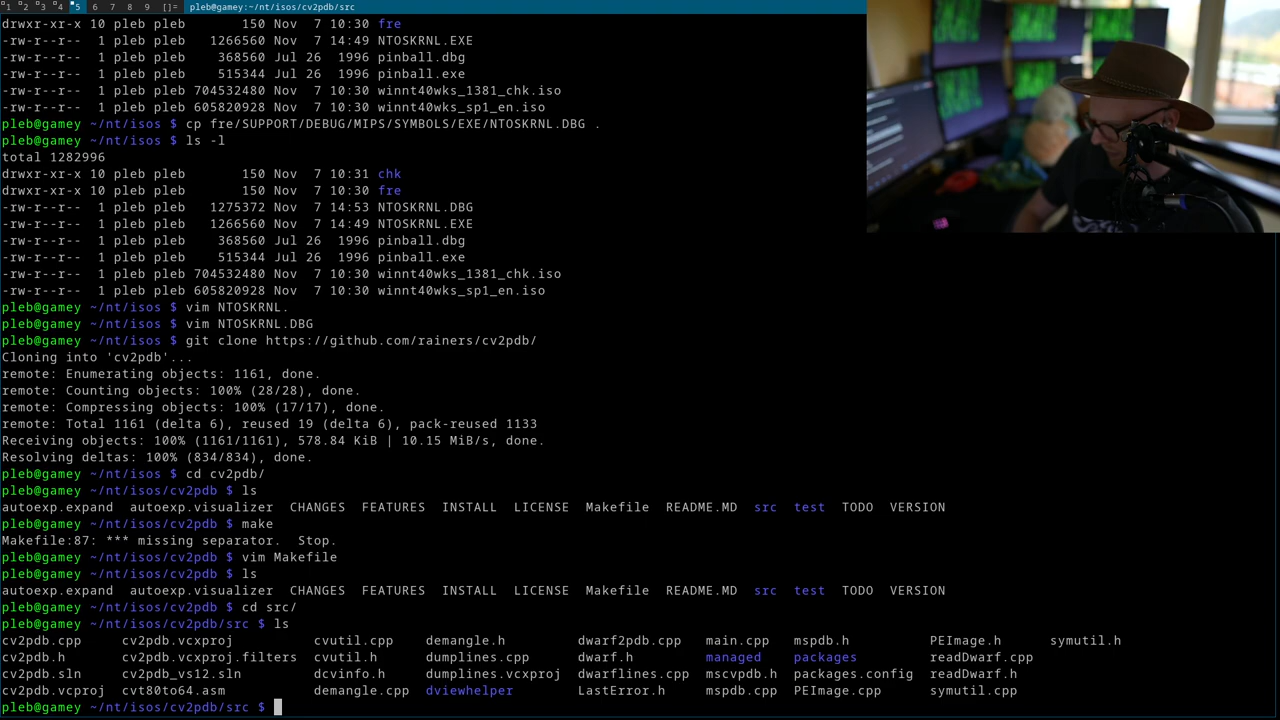 1 2 3 4 5 6 7 8 9 []= pleb@gamey:~/nt/isos/cv2pdb/src
drwxr-xr-x 10 pleb pleb       150 Nov  7 10:30 fre
-rw-r--r--  1 pleb pleb   1266560 Nov  7 14:49 NTOSKRNL.EXE
-rw-r--r--  1 pleb pleb    368560 Jul 26  1996 pinball.dbg
-rw-r--r--  1 pleb pleb    515344 Jul 26  1996 pinball.exe
-rw-r--r--  1 pleb pleb 704532480 Nov  7 10:30 winnt40wks_1381_chk.iso
-rw-r--r--  1 pleb pleb 605820928 Nov  7 10:30 winnt40wks_sp1_en.iso
pleb@gamey ~/nt/isos $ cp fre/SUPPORT/DEBUG/MIPS/SYMBOLS/EXE/NTOSKRNL.DBG .
pleb@gamey ~/nt/isos $ ls -l
total 1282996
drwxr-xr-x 10 pleb pleb       150 Nov  7 10:31 chk
drwxr-xr-x 10 pleb pleb       150 Nov  7 10:30 fre
-rw-r--r--  1 pleb pleb   1275372 Nov  7 14:53 NTOSKRNL.DBG
-rw-r--r--  1 pleb pleb   1266560 Nov  7 14:49 NTOSKRNL.EXE
-rw-r--r--  1 pleb pleb    368560 Jul 26  1996 pinball.dbg
-rw-r--r--  1 pleb pleb    515344 Jul 26  1996 pinball.exe
-rw-r--r--  1 pleb pleb 704532480 Nov  7 10:30 winnt40wks_1381_chk.iso
-rw-r--r--  1 pleb pleb 605820928 Nov  7 10:30 winnt40wks_sp1_en.iso
pleb@gamey ~/nt/isos $ vim NTOSKRNL.
pleb@gamey ~/nt/isos $ vim NTOSKRNL.DBG
pleb@gamey ~/nt/isos $ git clone https://github.com/rainers/cv2pdb/
Cloning into 'cv2pdb'...
remote: Enumerating objects: 1161, done.
remote: Counting objects: 100% (28/28), done.
remote: Compressing objects: 100% (17/17), done.
remote: Total 1161 (delta 6), reused 19 (delta 6), pack-reused 1133
Receiving objects: 100% (1161/1161), 578.84 KiB | 10.15 MiB/s, done.
Resolving deltas: 100% (834/834), done.
pleb@gamey ~/nt/isos $ cd cv2pdb/
pleb@gamey ~/nt/isos/cv2pdb $ ls
autoexp.expand  autoexp.visualizer  CHANGES  FEATURES  INSTALL  LICENSE  Makefile  README.MD  src  test  TODO  VERSION
pleb@gamey ~/nt/isos/cv2pdb $ make
Makefile:87: *** missing separator.  Stop.
pleb@gamey ~/nt/isos/cv2pdb $ vim Makefile
pleb@gamey ~/nt/isos/cv2pdb $ ls
autoexp.expand  autoexp.visualizer  CHANGES  FEATURES  INSTALL  LICENSE  Makefile  README.MD  src  test  TODO  VERSION
pleb@gamey ~/nt/isos/cv2pdb $ cd src/
pleb@gamey ~/nt/isos/cv2pdb/src $ ls
cv2pdb.cpp     cv2pdb.vcxproj          cvutil.cpp    demangle.h         dwarf2pdb.cpp   main.cpp    mspdb.h          PEImage.h      symutil.h
cv2pdb.h       cv2pdb.vcxproj.filters  cvutil.h      dumplines.cpp      dwarf.h         managed     packages         readDwarf.cpp
cv2pdb.sln     cv2pdb_vs12.sln         dcvinfo.h     dumplines.vcxproj  dwarflines.cpp  mscvpdb.h   packages.config  readDwarf.h
cv2pdb.vcproj  cvt80to64.asm           demangle.cpp  dviewhelper        LastError.h     mspdb.cpp   PEImage.cpp      symutil.cpp
pleb@gamey ~/nt/isos/cv2pdb/src $